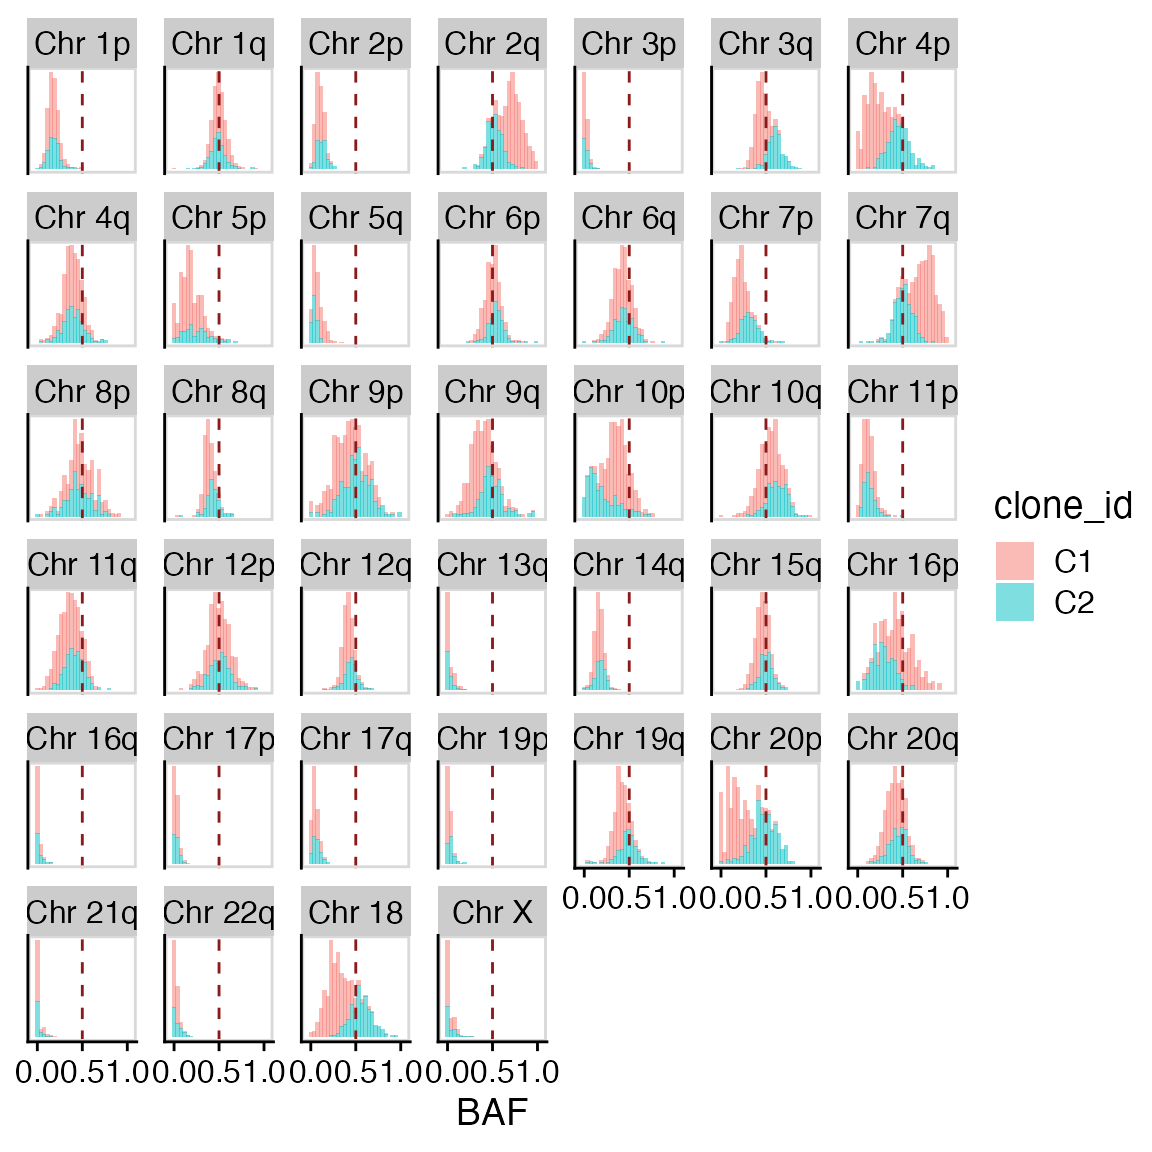 Chr 1p Chr 1q Chr 2p Chr 2q Chr 3p Chr 3q Chr 4p
Chr 4q Chr 5p Chr 5q Chr 6p Chr 6q Chr 7p Chr 7q
Chr 8p Chr 8q Chr 9p Chr 9q Chr 10p Chr 10q Chr 11p
clone_id
C1
C2
Chr 11q Chr 12p Chr 12q Chr 13q Chr 14q Chr 15q Chr 16p
Chr 16q Chr 17p Chr 17q Chr 19p Chr 19q Chr 20p Chr 20q
0.00.51.0 0.00.51.0 0.00.51.0
Chr 21q Chr 22q Chr 18 Chr X
0.00.51.0 0.00.51.0 0.00.51.0 0.00.51.0
BAF